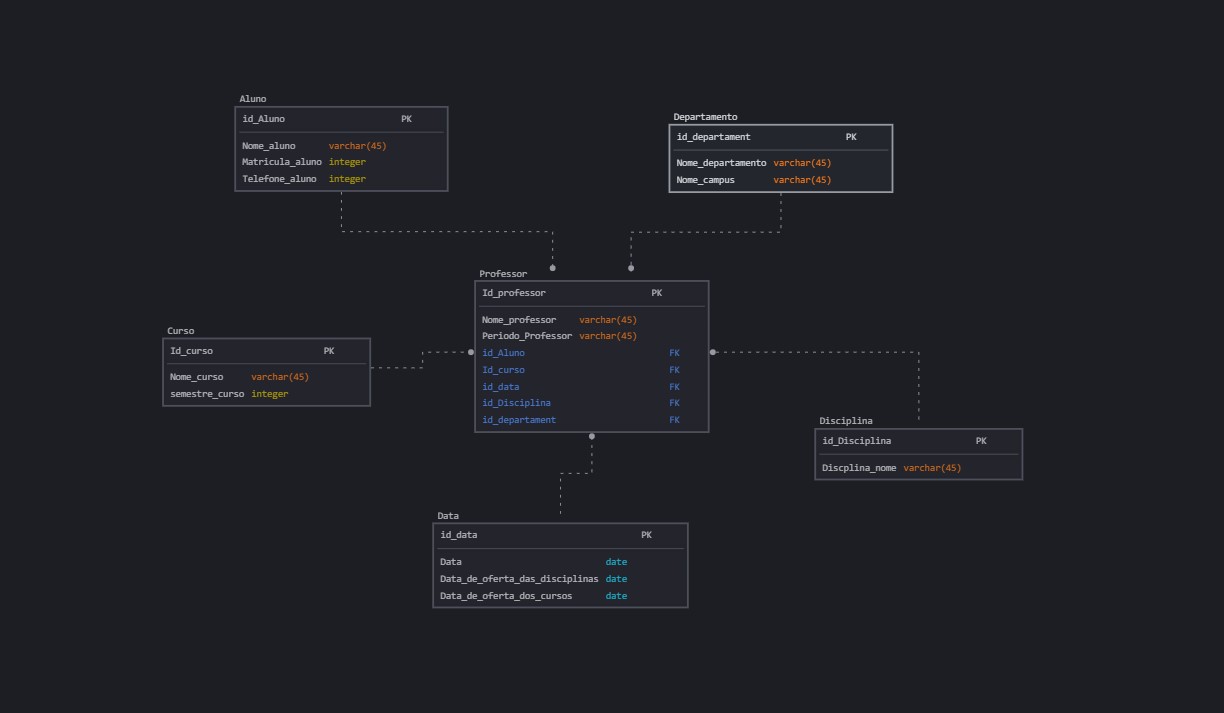 Aluno
id_Aluno PK
Nome_aluno varchar(45)
Matricula_aluno integer
Telefone_aluno integer
Departamento
id_departament PK
Nome_departamento varchar(45)
Nome_campus varchar(45)
Professor
Id_professor PK
Nome_professor varchar(45)
Periodo_Professor varchar(45)
id_Aluno FK
Id_curso FK
id_data FK
id_Disciplina FK
id_departament FK
Curso
Id_curso PK
Nome_curso varchar(45)
semestre_curso integer
Disciplina
id_Disciplina PK
Discplina_nome varchar(45)
Data
id_data PK
Data date
Data_de_oferta_das_disciplinas date
Data_de_oferta_dos_cursos date